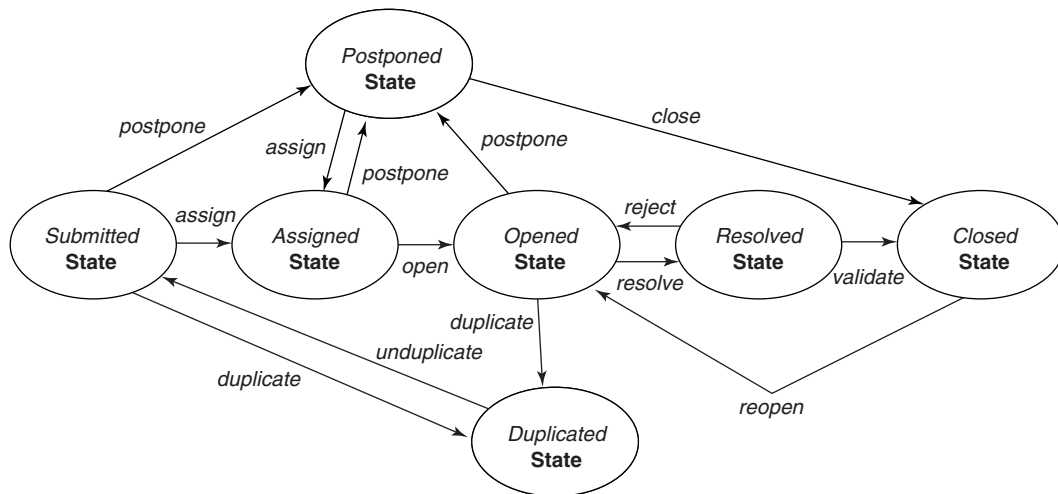 Postponed
State
postpone
close
assign
postpone
postpone
Submitted
State
assign
Assigned
State
open
Opened
State
reject
resolve
Resolved
State
validate
Closed
State
duplicate
unduplicate
duplicate
reopen
Duplicated
State